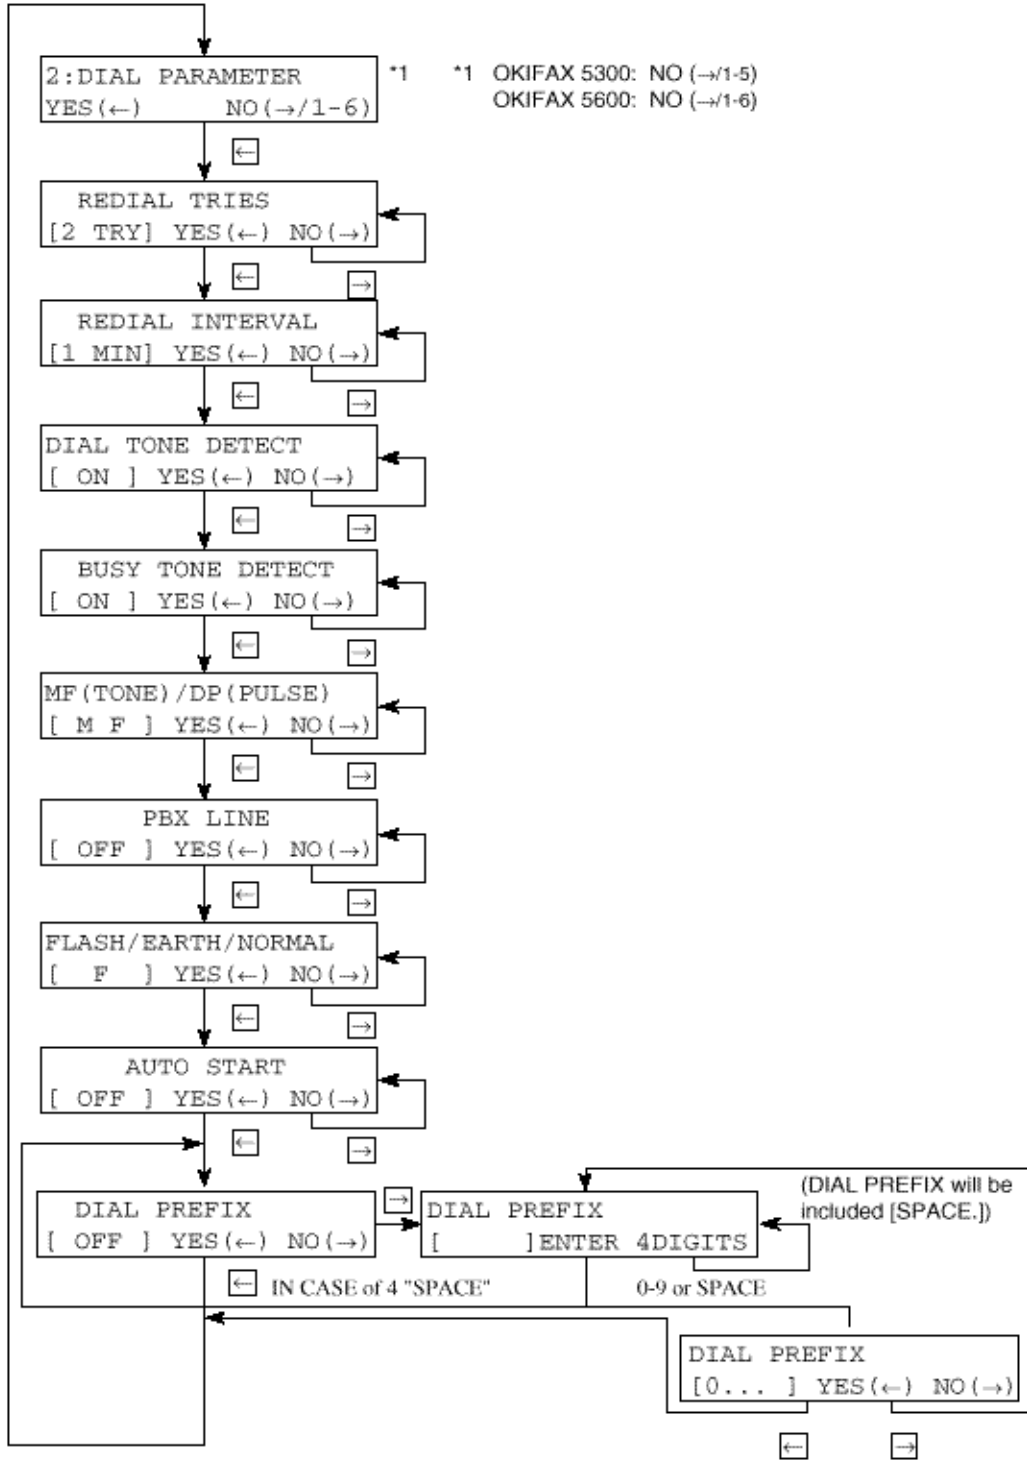 2:DIAL PARAMETER
YES(←) NO(→/1-6)
*1 *1 OKIFAX 5300: NO (→/1-5)
OKIFAX 5600: NO (→/1-6)
←
REDIAL TRIES
[2 TRY] YES(←) NO(→)
← →
REDIAL INTERVAL
[1 MIN] YES(←) NO(→)
← →
DIAL TONE DETECT
[ ON ] YES(←) NO(→)
← →
BUSY TONE DETECT
[ ON ] YES(←) NO(→)
← →
MF(TONE)/DP(PULSE)
[ M F ] YES(←) NO(→)
← →
PBX LINE
[ OFF ] YES(←) NO(→)
← →
FLASH/EARTH/NORMAL
[ F ] YES(←) NO(→)
← →
AUTO START
[ OFF ] YES(←) NO(→)
← →
DIAL PREFIX
[ OFF ] YES(←) NO(→)
→
DIAL PREFIX
[ ]ENTER 4DIGITS
(DIAL PREFIX will be
included [SPACE.])
← IN CASE of 4 "SPACE"
0-9 or SPACE
DIAL PREFIX
[0... ] YES(←) NO(→)
← →